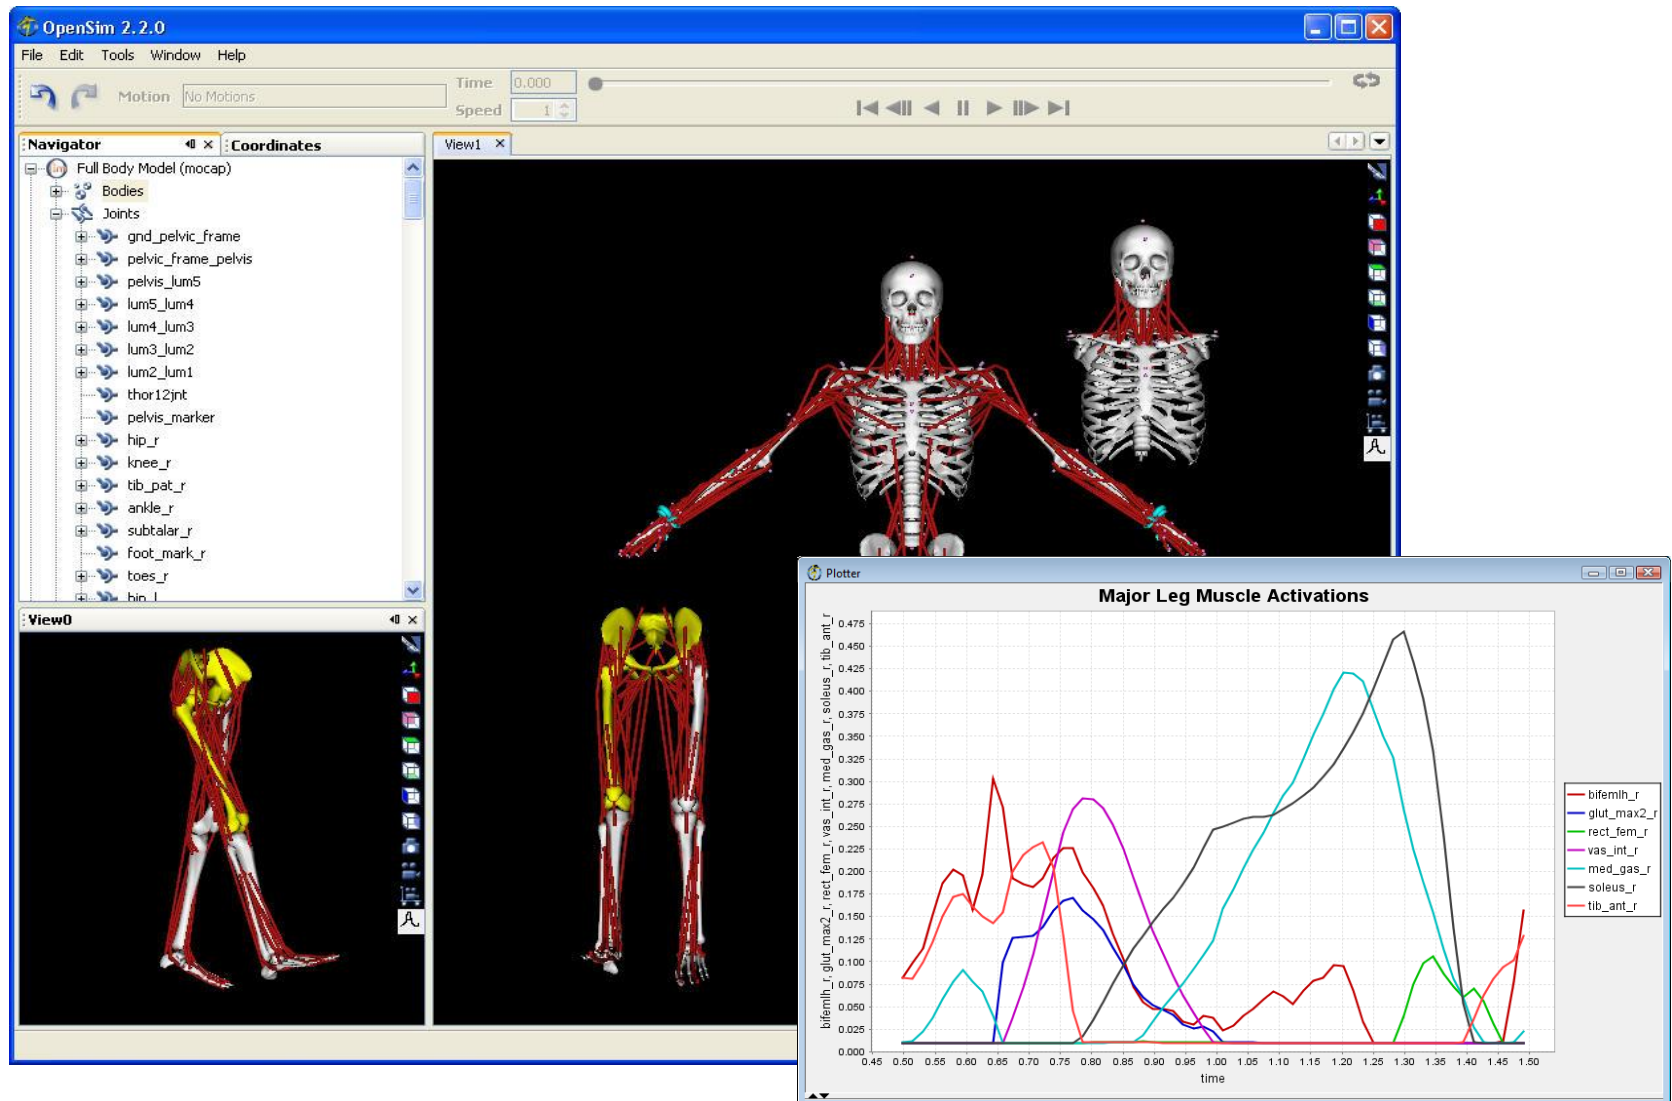 OpenSim 2.2.0
File Edit Tools Window Help
Motion No Motions
Time 0.000
Speed 1
Navigator
Coordinates
Full Body Model (mocap)
Bodies
Joints
gnd_pelvic_frame
pelvic_frame_pelvis
pelvis_lum5
lum5_lum4
lum4_lum3
lum3_lum2
lum2_lum1
thor12jnt
pelvis_marker
hip_r
knee_r
tib_pat_r
ankle_r
subtalar_r
foot_mark_r
toes_r
hip_l
View0
View1
Plotter
Major Leg Muscle Activations
bifemlh_r, glut_max2_r, rect_fem_r, vas_int_r, med_gas_r, soleus_r, tib_ant_r
0.475
0.450
0.425
0.400
0.375
0.350
0.325
0.300
0.275
0.250
0.225
0.200
0.175
0.150
0.125
0.100
0.075
0.050
0.025
0.000
0.45 0.50 0.55 0.60 0.65 0.70 0.75 0.80 0.85 0.90 0.95 1.00 1.05 1.10 1.15 1.20 1.25 1.30 1.35 1.40 1.45 1.50
time
bifemlh_r
glut_max2_r
rect_fem_r
vas_int_r
med_gas_r
soleus_r
tib_ant_r